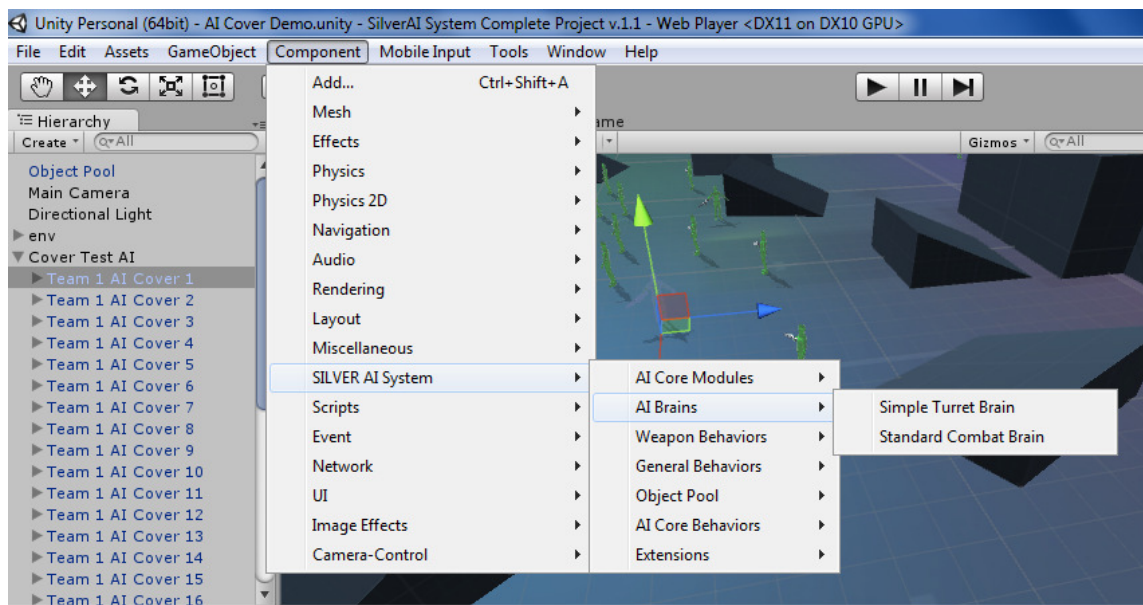 Unity Personal (64bit) - AI Cover Demo.unity - SilverAI System Complete Project v.1.1 - Web Player <DX11 on DX10 GPU>
File Edit Assets GameObject Component Mobile Input Tools Window Help
Hierarchy
Create All
Object Pool
Main Camera
Directional Light
env
Cover Test AI
Team 1 AI Cover 1
Team 1 AI Cover 2
Team 1 AI Cover 3
Team 1 AI Cover 4
Team 1 AI Cover 5
Team 1 AI Cover 6
Team 1 AI Cover 7
Team 1 AI Cover 8
Team 1 AI Cover 9
Team 1 AI Cover 10
Team 1 AI Cover 11
Team 1 AI Cover 12
Team 1 AI Cover 13
Team 1 AI Cover 14
Team 1 AI Cover 15
Team 1 AI Cover 16
Add... Ctrl+Shift+A
Mesh
Effects
Physics
Physics 2D
Navigation
Audio
Rendering
Layout
Miscellaneous
SILVER AI System
Scripts
Event
Network
UI
Image Effects
Camera-Control
AI Core Modules
AI Brains
Weapon Behaviors
General Behaviors
Object Pool
AI Core Behaviors
Extensions
Simple Turret Brain
Standard Combat Brain
Gizmos All